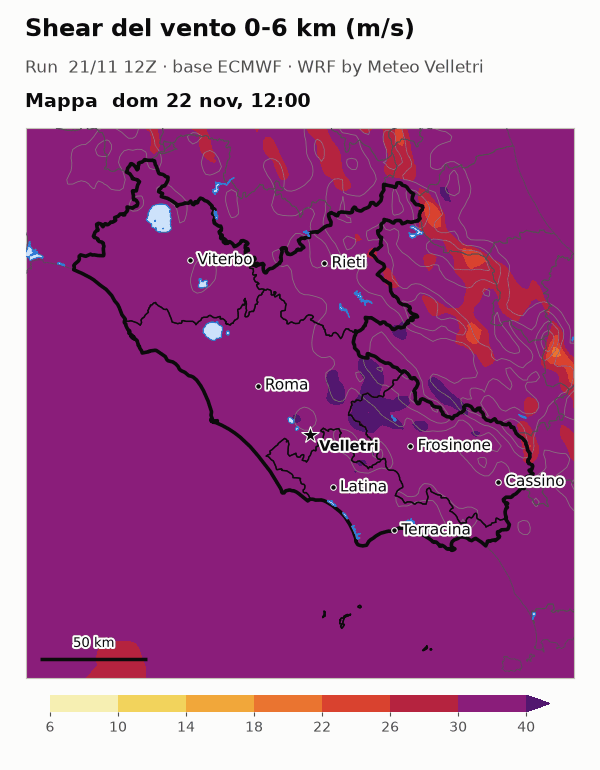 Shear del vento 0-6 km (m/s)
Run 21/11 12Z · base ECMWF · WRF by Meteo Velletri
Mappa dom 22 nov, 12:00
Viterbo
Rieti
Roma
Velletri
Frosinone
Latina
Cassino
Terracina
50 km
6 10 14 18 22 26 30 40